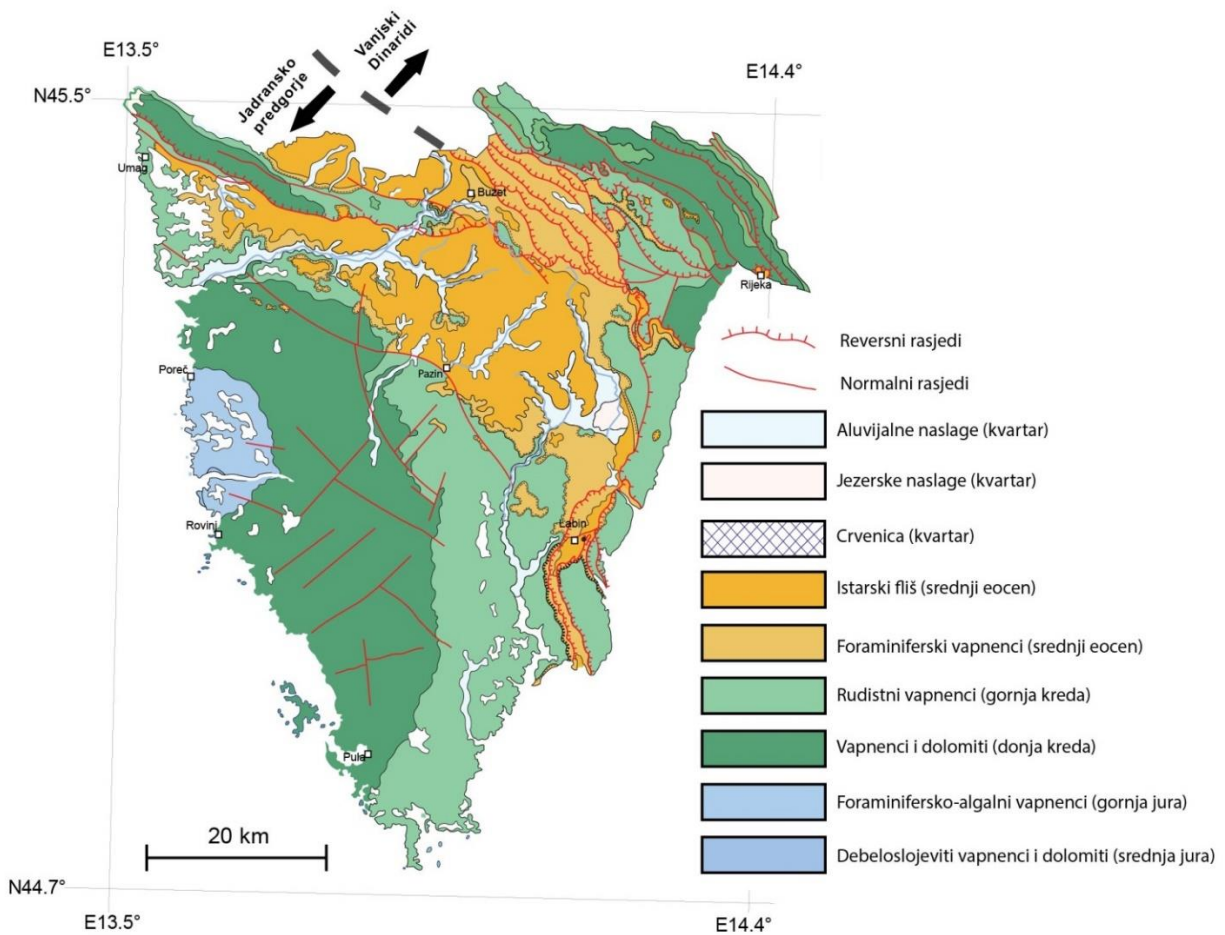 Vanjski
Dinaridi
Jadransko
predgorje
E13.5°
E14.4°
N45.5°
Umag
Buzet
Rijeka
Poreč
Pazin
Rovinj
Labin
Pula
20 km
N44.7°
E13.5°
E14.4°
Reversni rasjedi
Normalni rasjedi
Aluvijalne naslage (kvartar)
Jezerske naslage (kvartar)
Crvenica (kvartar)
Istarski fliš (srednji eocen)
Foraminiferski vapnenci (srednji eocen)
Rudistni vapnenci (gornja kreda)
Vapnenci i dolomiti (donja kreda)
Foraminifersko-algalni vapnenci (gornja jura)
Debeloslojeviti vapnenci i dolomiti (srednja jura)